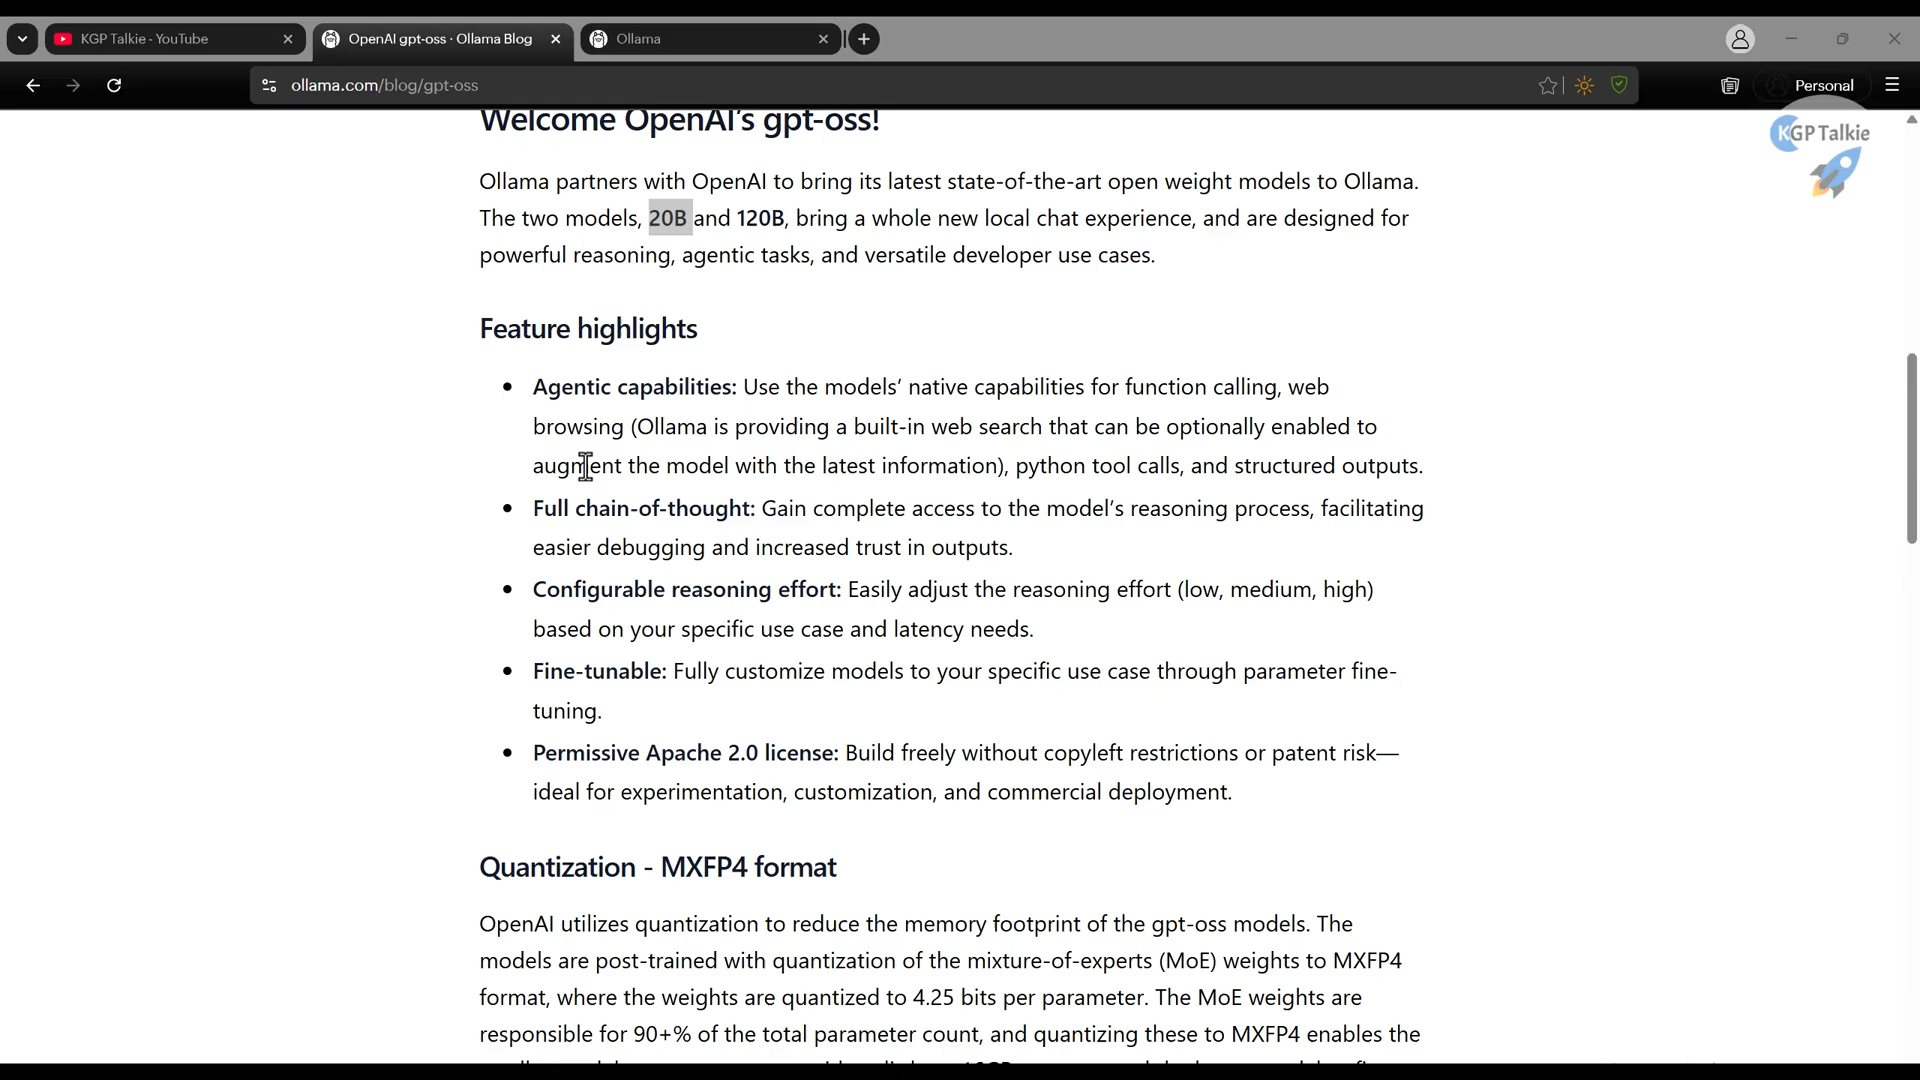 KGP Talkie - YouTube
OpenAI gpt-oss · Ollama Blog
Ollama
ollama.com/blog/gpt-oss
Personal
KGP Talkie
Welcome OpenAI's gpt-oss!
Ollama partners with OpenAI to bring its latest state-of-the-art open weight models to Ollama.
The two models, 20B and 120B, bring a whole new local chat experience, and are designed for
powerful reasoning, agentic tasks, and versatile developer use cases.
Feature highlights
• Agentic capabilities: Use the models’ native capabilities for function calling, web
browsing (Ollama is providing a built-in web search that can be optionally enabled to
augment the model with the latest information), python tool calls, and structured outputs.
• Full chain-of-thought: Gain complete access to the model’s reasoning process, facilitating
easier debugging and increased trust in outputs.
• Configurable reasoning effort: Easily adjust the reasoning effort (low, medium, high)
based on your specific use case and latency needs.
• Fine-tunable: Fully customize models to your specific use case through parameter fine-
tuning.
• Permissive Apache 2.0 license: Build freely without copyleft restrictions or patent risk—
ideal for experimentation, customization, and commercial deployment.
Quantization - MXFP4 format
OpenAI utilizes quantization to reduce the memory footprint of the gpt-oss models. The
models are post-trained with quantization of the mixture-of-experts (MoE) weights to MXFP4
format, where the weights are quantized to 4.25 bits per parameter. The MoE weights are
responsible for 90+% of the total parameter count, and quantizing these to MXFP4 enables the